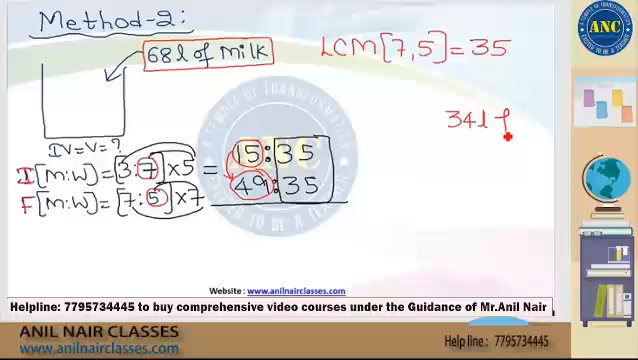 Method-2:
68l of milk
LCM[7,5]=35
34l f
IV=V=?
I[M:W]=[3:7]x5 = 15:35
F[M:W]=[7:5]x7 49:35
Website : www.anilnairclasses.com
Helpline: 7795734445 to buy comprehensive video courses under the Guidance of Mr.Anil Nair
ANIL NAIR CLASSES
www.anilnairclasses.com
Help line : 7795734445
ANC